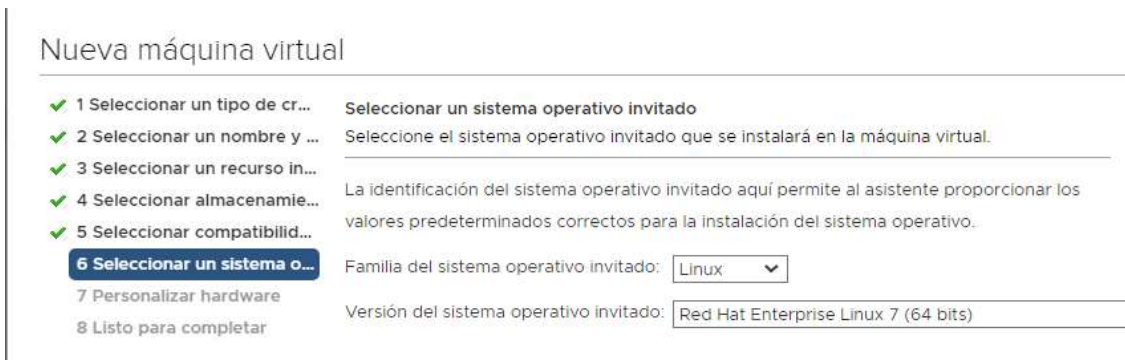 Nueva máquina virtual
1 Seleccionar un tipo de cr...
2 Seleccionar un nombre y ...
3 Seleccionar un recurso in...
4 Seleccionar almacenamie...
5 Seleccionar compatibilid...
6 Seleccionar un sistema o...
7 Personalizar hardware
8 Listo para completar
Seleccionar un sistema operativo invitado
Seleccione el sistema operativo invitado que se instalará en la máquina virtual.
La identificación del sistema operativo invitado aquí permite al asistente proporcionar los
valores predeterminados correctos para la instalación del sistema operativo.
Familia del sistema operativo invitado: Linux
Versión del sistema operativo invitado: Red Hat Enterprise Linux 7 (64 bits)